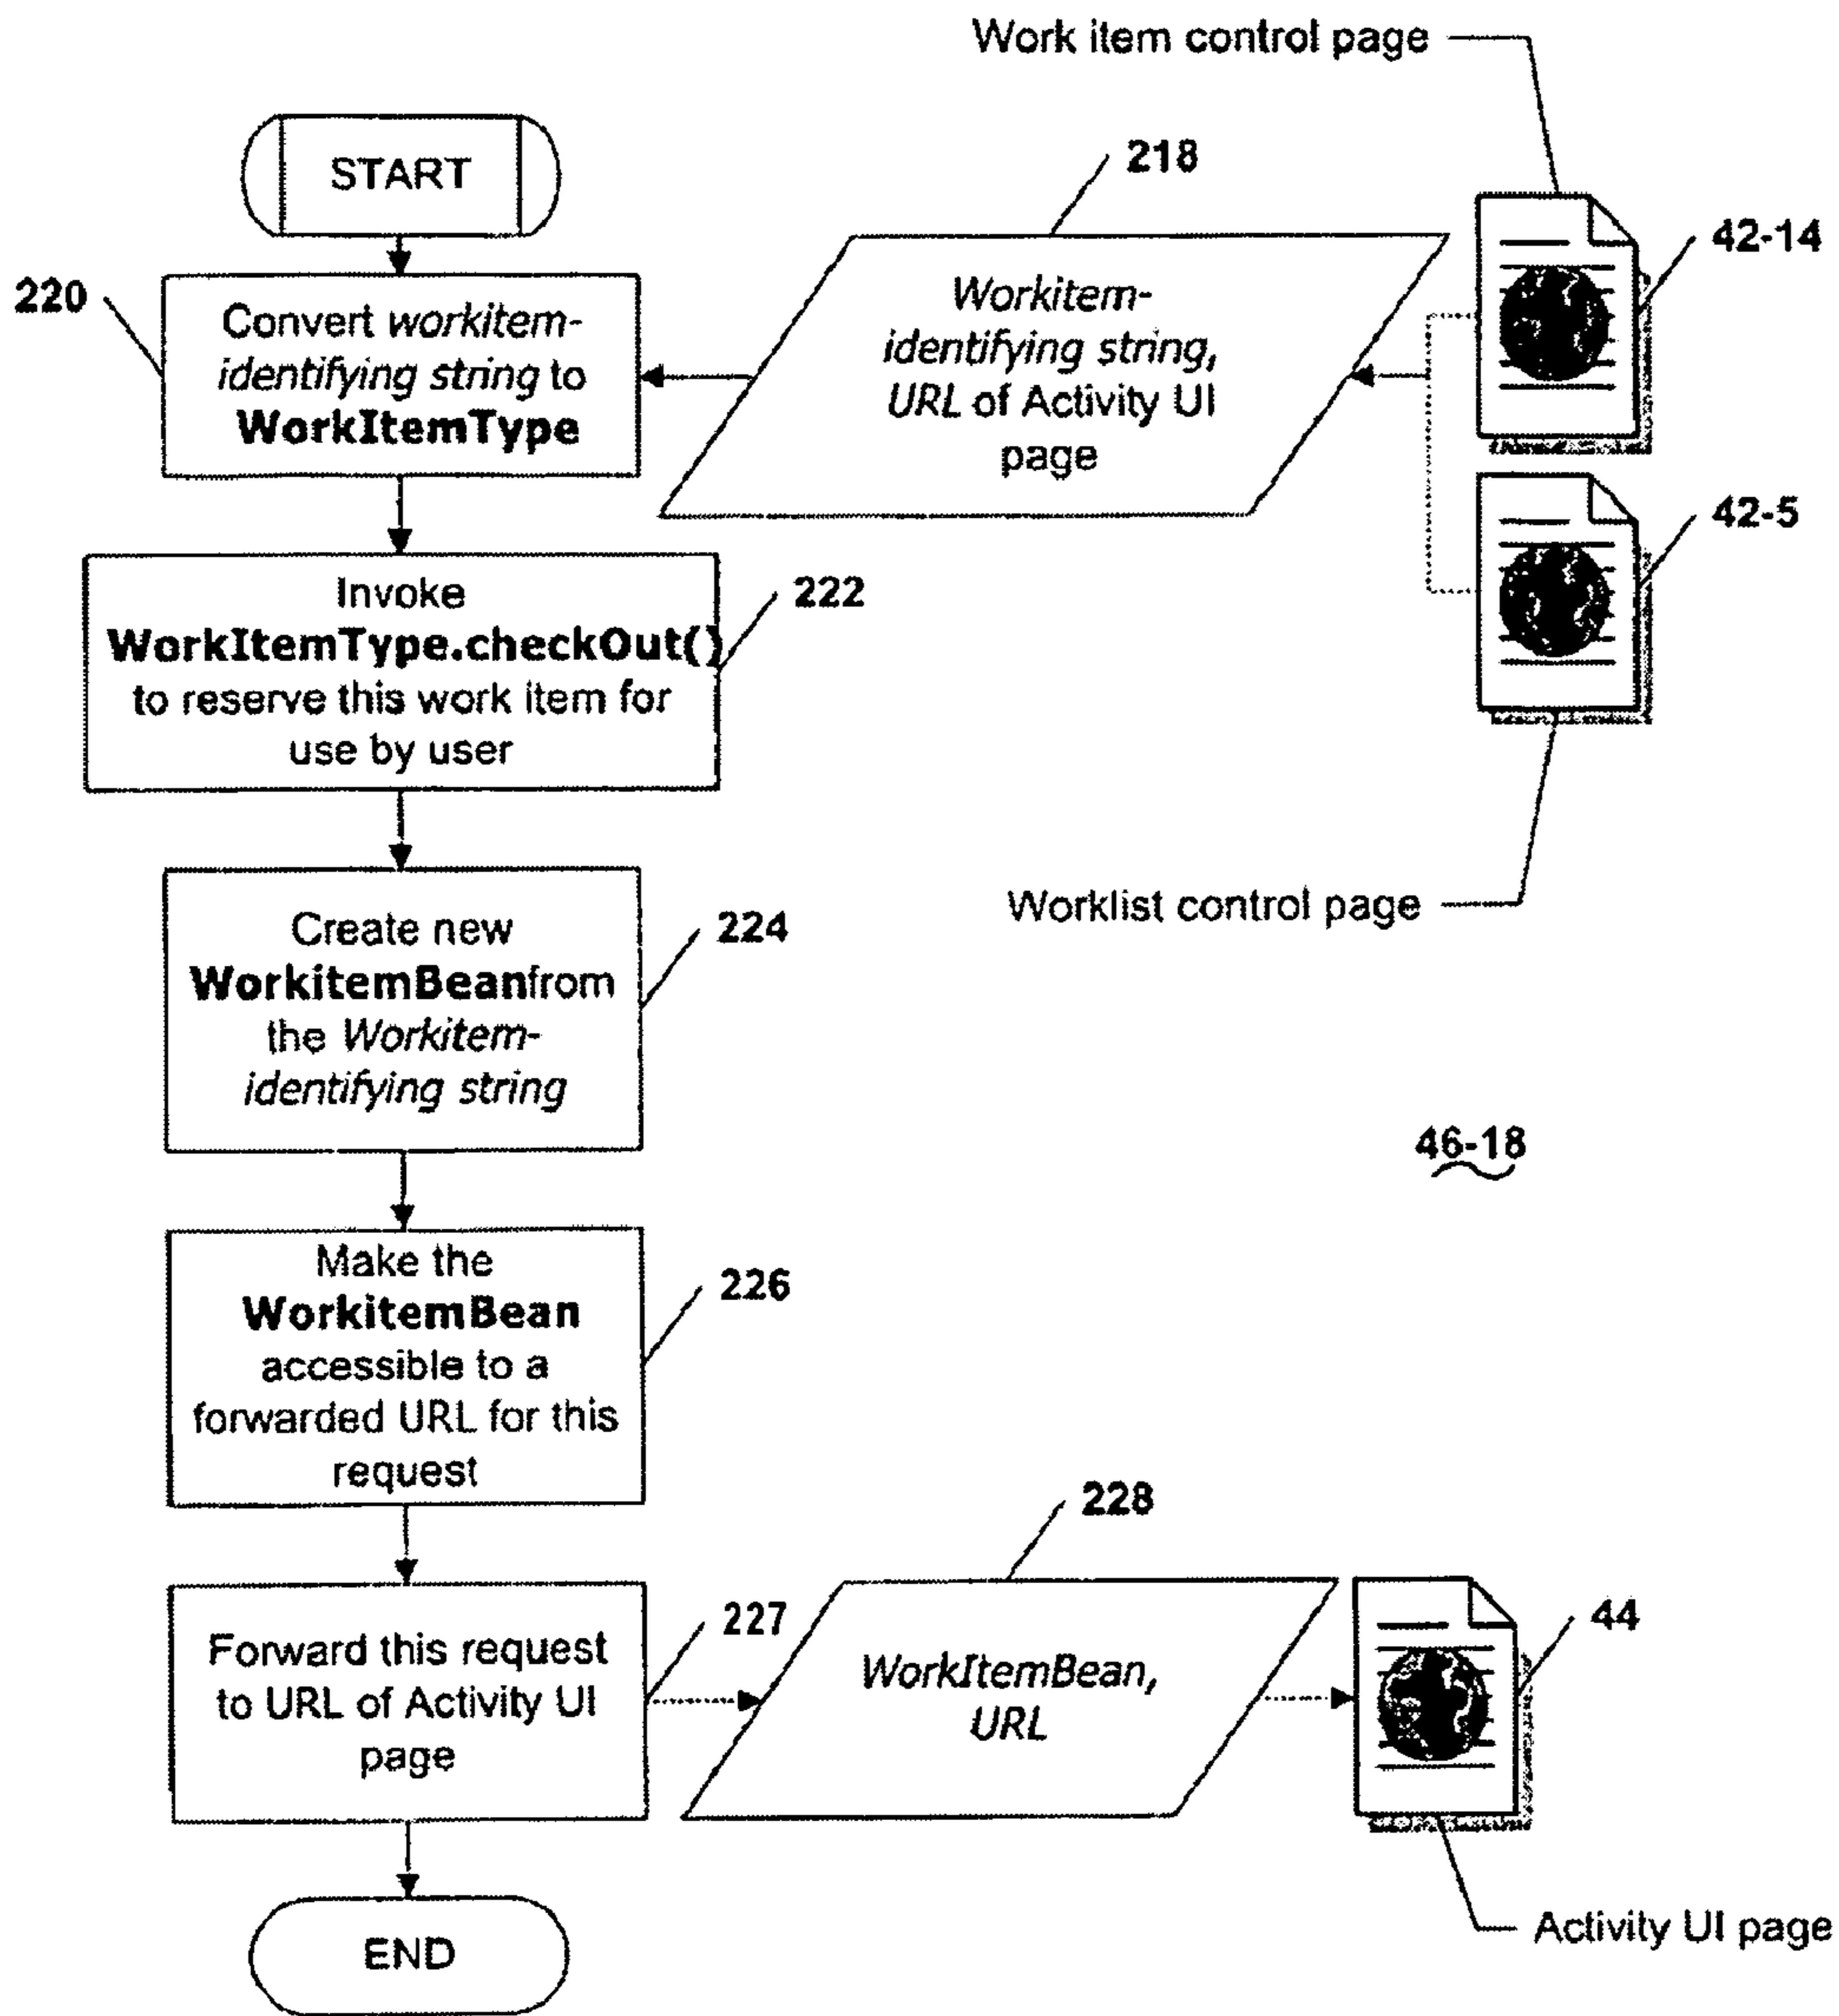 Work item control page
START
218
42-14
220
Convert workitem-
identifying string to
WorkItemType
Workitem-
identifying string,
URL of Activity UI
page
42-5
Invoke
WorkItemType.checkOut()
to reserve this work item for
use by user
222
Worklist control page
Create new
WorkitemBeanfrom
the Workitem-
identifying string
224
46-18
Make the
WorkitemBean
accessible to a
forwarded URL for this
request
226
228
Forward this request
to URL of Activity UI
page
227
WorkItemBean,
URL
44
Activity UI page
END